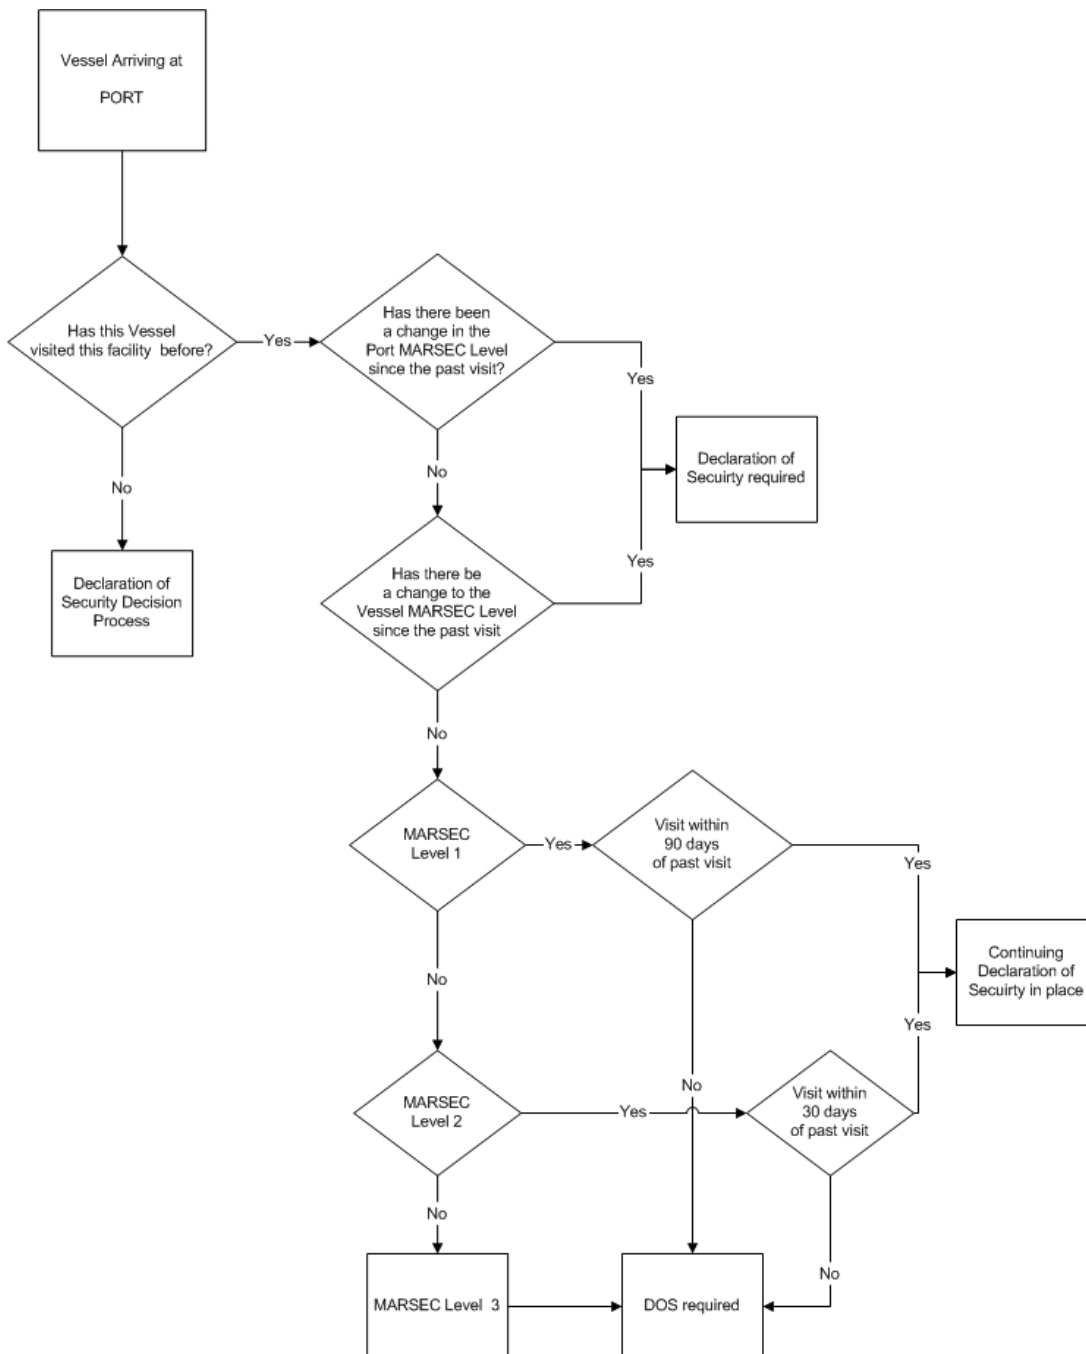 Vessel Arriving at
PORT
Has this Vessel
visited this facility before?
Yes
Has there been
a change in the
Port MARSEC Level
since the past visit?
Yes
No
No
Declaration of
Secuirty required
Declaration of
Security Decision
Process
Has there be
a change to the
Vessel MARSEC Level
since the past visit
Yes
No
MARSEC
Level 1
Yes
Visit within
90 days
of past visit
Yes
No
Continuing
Declaration of
Secuirty in place
Yes
No
MARSEC
Level 2
Yes
Visit within
30 days
of past visit
No
No
MARSEC Level 3
DOS required